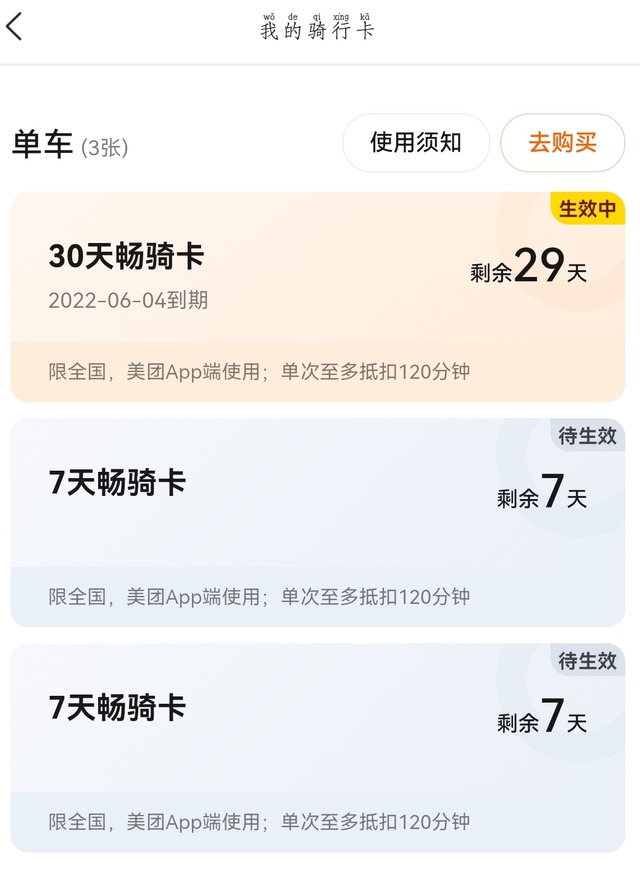 wǒ de qí xíng kǎ
我的骑行卡
单车 (3张)
使用须知
去购买
生效中
30天畅骑卡
剩余29天
2022-06-04到期
限全国，美团App端使用；单次至多抵扣120分钟
待生效
7天畅骑卡
剩余7天
限全国，美团App端使用；单次至多抵扣120分钟
待生效
7天畅骑卡
剩余7天
限全国，美团App端使用；单次至多抵扣120分钟